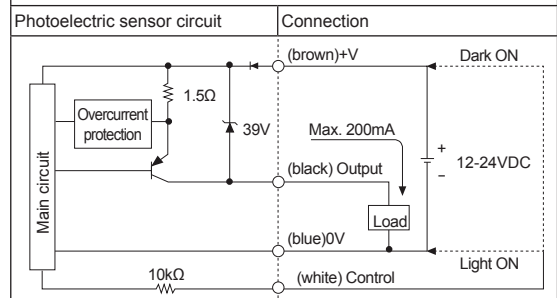 Photoelectric sensor circuit
Connection
(brown)+V
Dark ON
1.5Ω
Overcurrent
protection
39V
Max. 200mA
+
12-24VDC
−
(black) Output
Main circuit
Load
(blue)0V
Light ON
10kΩ
(white) Control